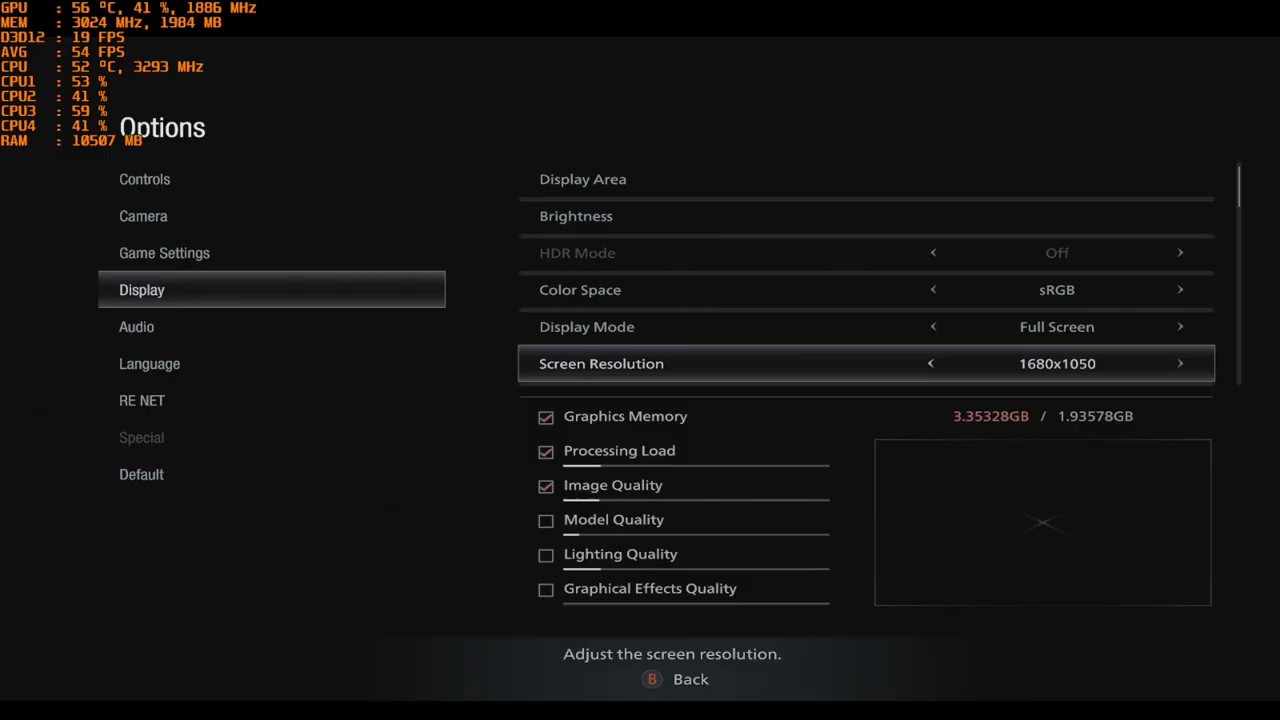 GPU : 56 ºC, 41 %, 1886 MHz
MEM : 3024 MHz, 1984 MB
D3D12 : 19 FPS
AVG : 54 FPS
CPU : 52 ºC, 3293 MHz
CPU1 : 53 %
CPU2 : 41 %
CPU3 : 59 %
CPU4 : 41 %
RAM : 10507 MB
Options
Controls
Camera
Game Settings
Display
Audio
Language
RE NET
Special
Default
Display Area
Brightness
HDR Mode < Off >
Color Space < sRGB >
Display Mode < Full Screen >
Screen Resolution < 1680x1050 >
Graphics Memory 3.35328GB / 1.93578GB
Processing Load
Image Quality
Model Quality
Lighting Quality
Graphical Effects Quality
Adjust the screen resolution.
B Back